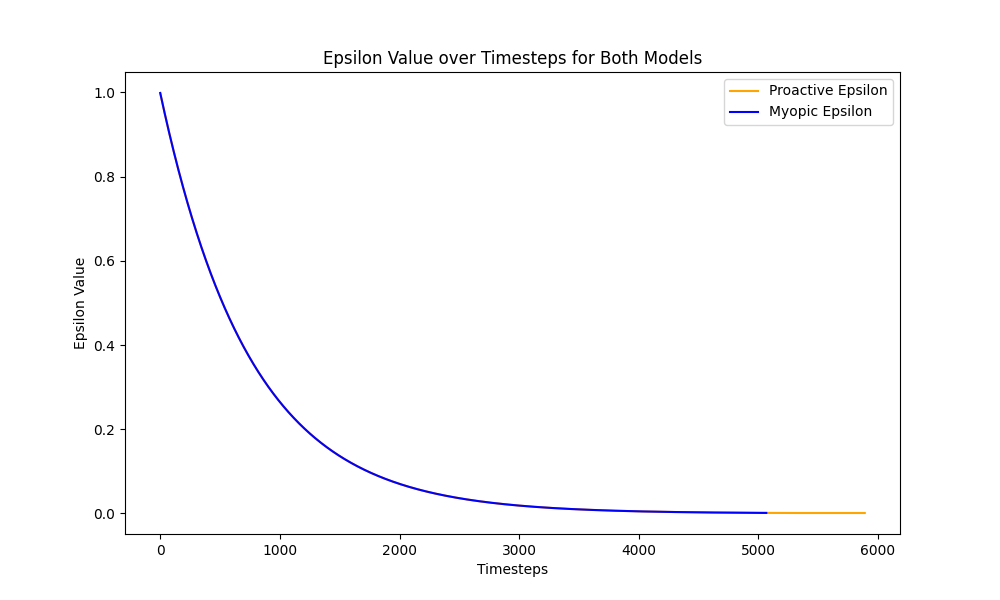 Epsilon Value over Timesteps for Both Models
Proactive Epsilon
Myopic Epsilon
Epsilon Value
1.0
0.8
0.6
0.4
0.2
0.0
0 1000 2000 3000 4000 5000 6000
Timesteps